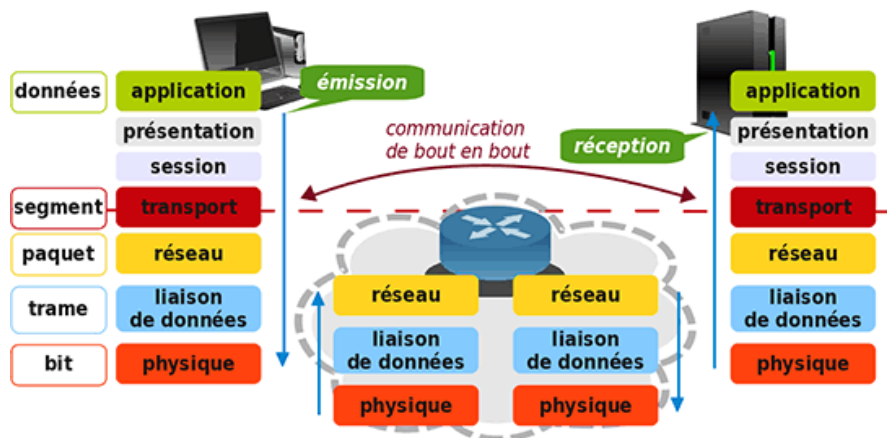 données
application
émission
application
présentation
communication
de bout en bout
réception
présentation
session
session
segment
transport
transport
paquet
réseau
réseau
réseau
réseau
trame
liaison
de données
liaison
de données
liaison
de données
liaison
de données
bit
physique
physique
physique
physique